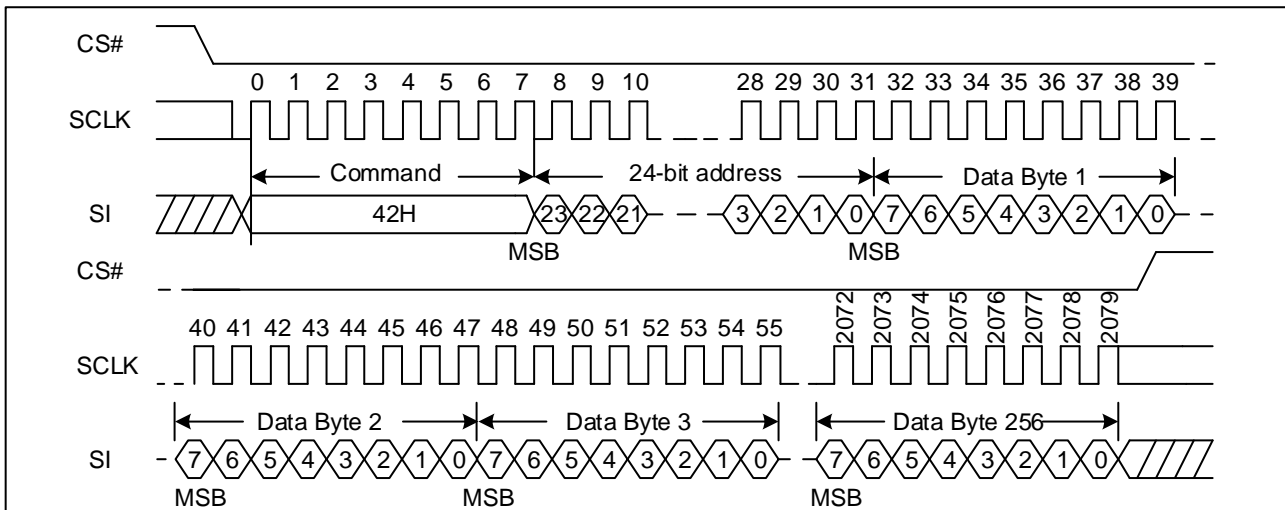 CS#
0 1 2 3 4 5 6 7 8 9 10 28 29 30 31 32 33 34 35 36 37 38 39
SCLK
Command 24-bit address Data Byte 1
SI 42H 23 22 21 3 2 1 0 7 6 5 4 3 2 1 0
MSB MSB
CS#
40 41 42 43 44 45 46 47 48 49 50 51 52 53 54 55 2072 2073 2074 2075 2076 2077 2078 2079
SCLK
Data Byte 2 Data Byte 3 Data Byte 256
SI 7 6 5 4 3 2 1 0 7 6 5 4 3 2 1 0 7 6 5 4 3 2 1 0
MSB MSB MSB